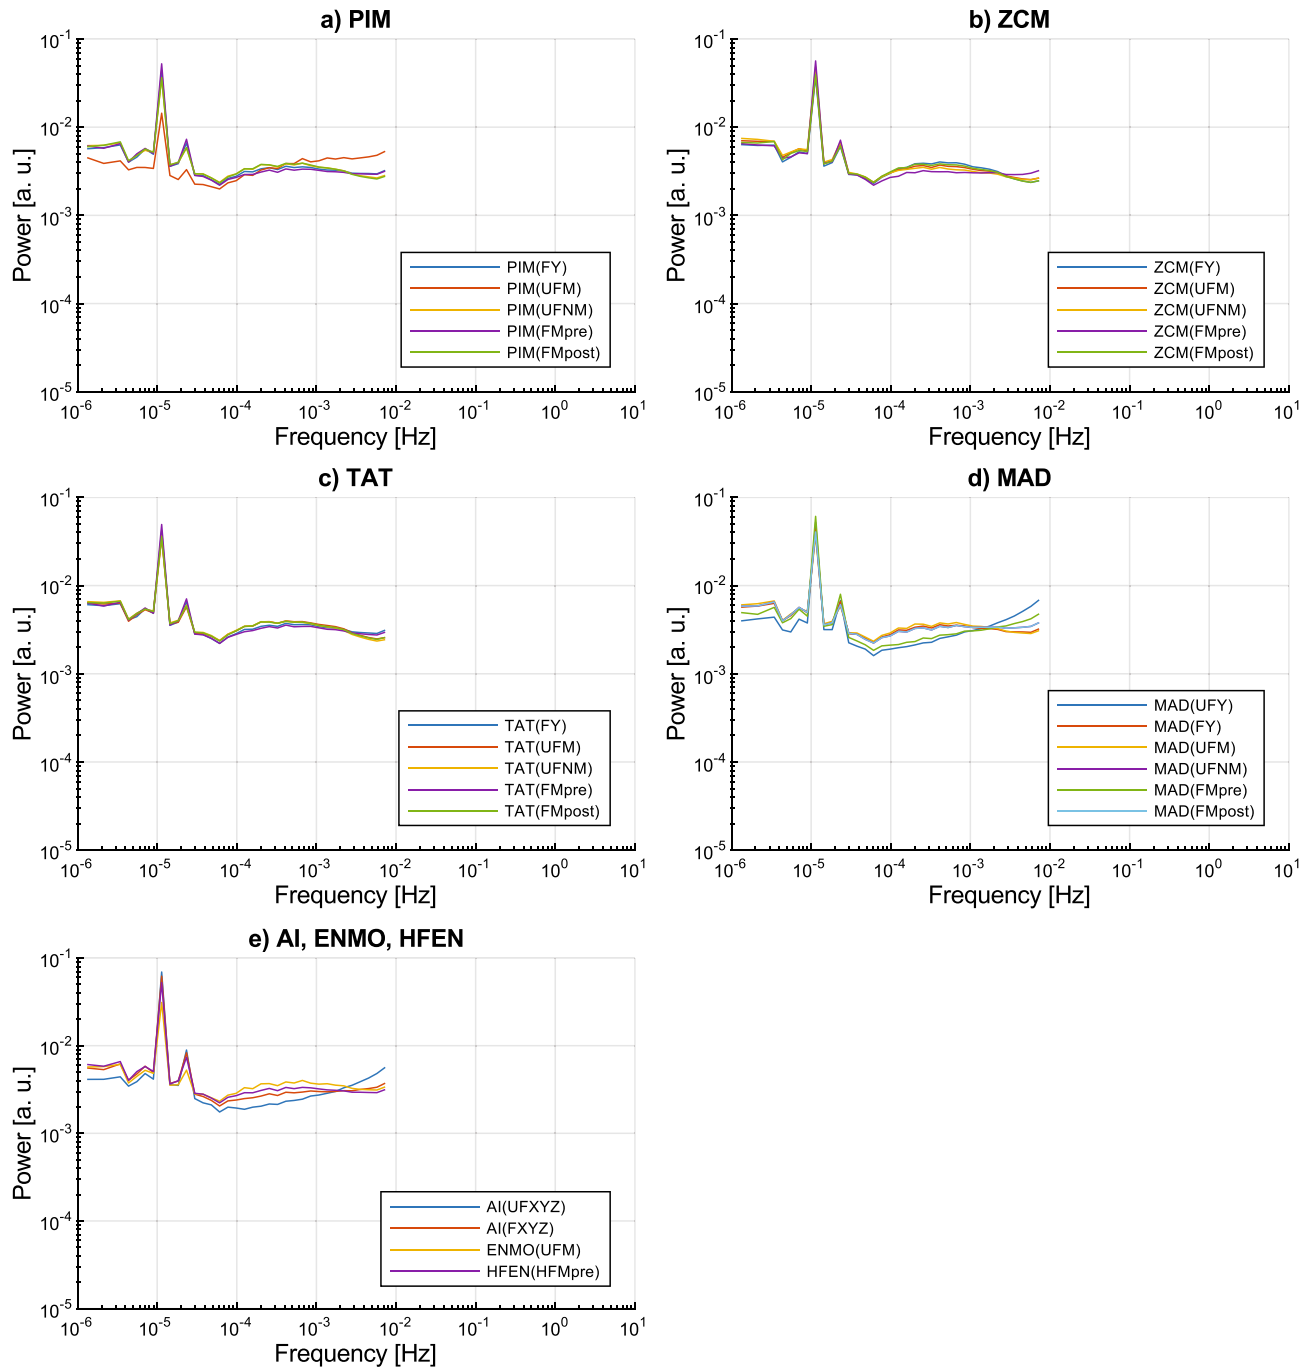 a) PIM
b) ZCM
10^-1
10^-2
10^-3
10^-4
10^-5
Power [a. u.]
PIM(FY)
PIM(UFM)
PIM(UFNM)
PIM(FMpre)
PIM(FMpost)
10^-6 10^-5 10^-4 10^-3 10^-2 10^-1 10^0 10^1
Frequency [Hz]
10^-1
10^-2
10^-3
10^-4
10^-5
Power [a. u.]
ZCM(FY)
ZCM(UFM)
ZCM(UFNM)
ZCM(FMpre)
ZCM(FMpost)
10^-6 10^-5 10^-4 10^-3 10^-2 10^-1 10^0 10^1
Frequency [Hz]
c) TAT
d) MAD
10^-1
10^-2
10^-3
10^-4
10^-5
Power [a. u.]
TAT(FY)
TAT(UFM)
TAT(UFNM)
TAT(FMpre)
TAT(FMpost)
10^-6 10^-5 10^-4 10^-3 10^-2 10^-1 10^0 10^1
Frequency [Hz]
10^-1
10^-2
10^-3
10^-4
10^-5
Power [a. u.]
MAD(UFY)
MAD(FY)
MAD(UFM)
MAD(UFNM)
MAD(FMpre)
MAD(FMpost)
10^-6 10^-5 10^-4 10^-3 10^-2 10^-1 10^0 10^1
Frequency [Hz]
e) AI, ENMO, HFEN
10^-1
10^-2
10^-3
10^-4
10^-5
Power [a. u.]
AI(UFXYZ)
AI(FXYZ)
ENMO(UFM)
HFEN(HFMpre)
10^-6 10^-5 10^-4 10^-3 10^-2 10^-1 10^0 10^1
Frequency [Hz]